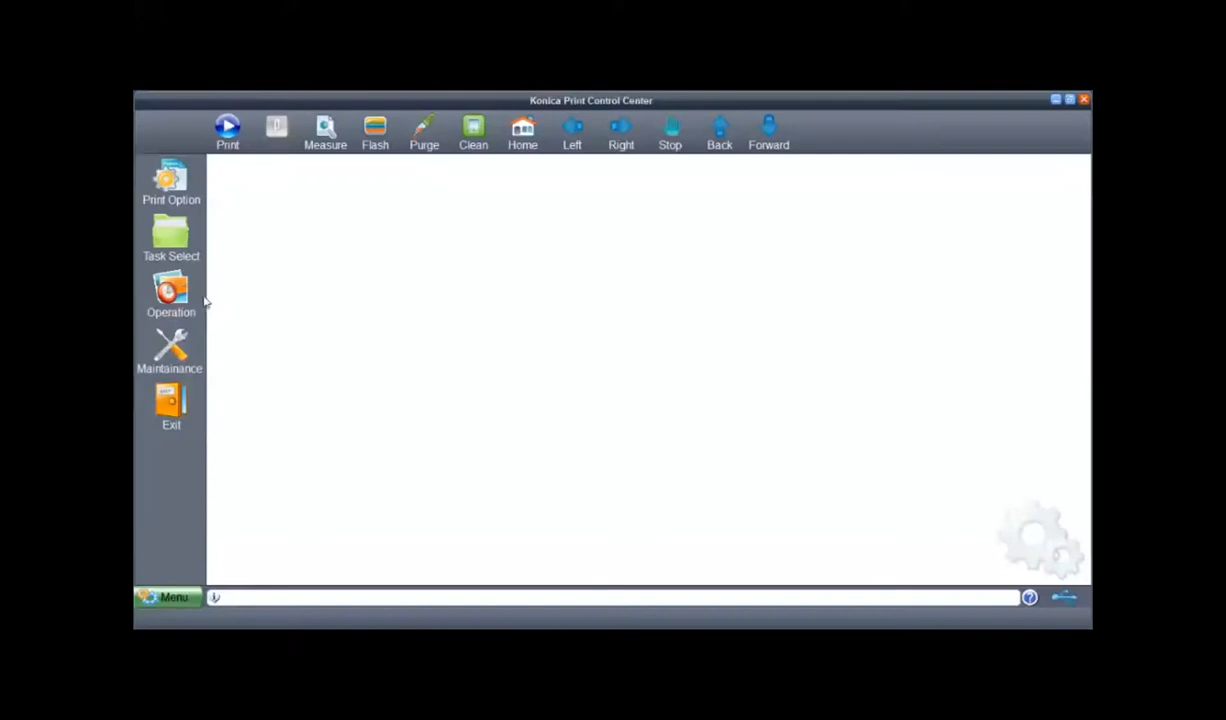 Konica Print Control Center
Print
0
Measure
Flash
Purge
Clean
Home
Left
Right
Stop
Back
Forward
Print Option
Task Select
Operation
Maintainance
Exit
Menu
?